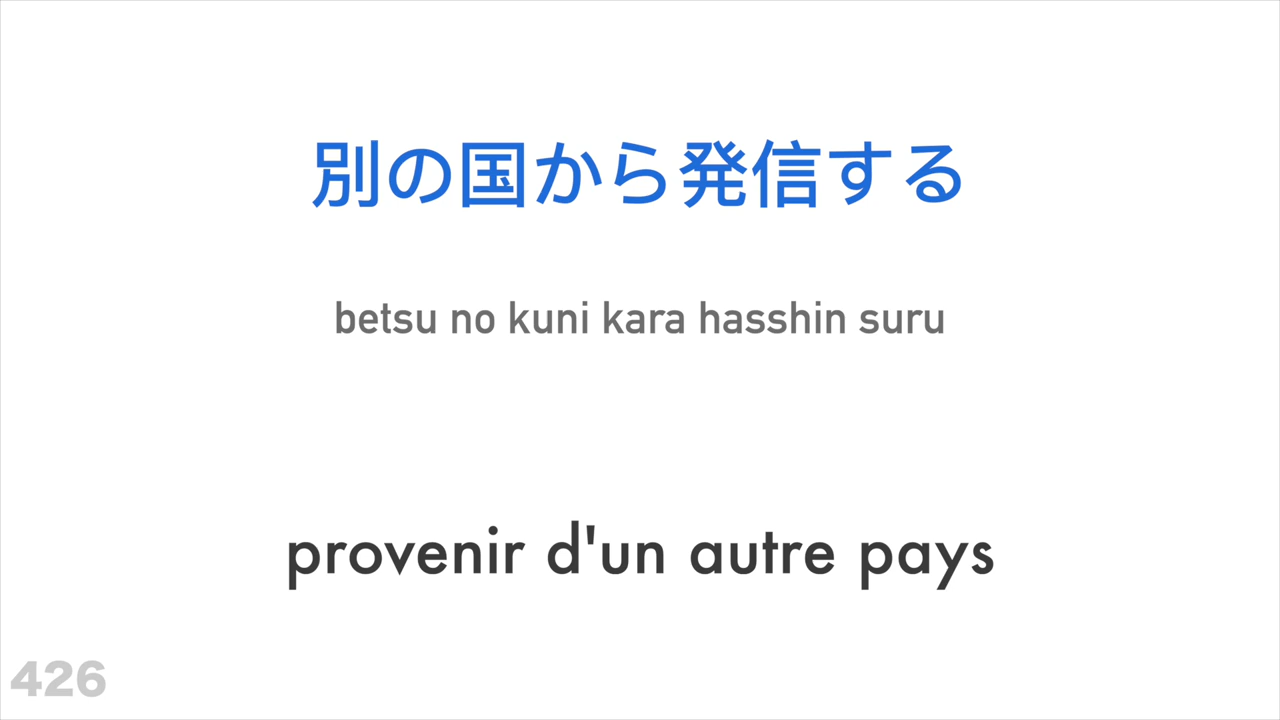 別の国から発信する
betsu no kuni kara hasshin suru
provenir d'un autre pays
426